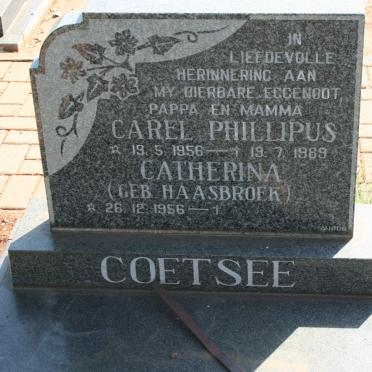 IN
LIEFDEVOLLE
HERINNERING AAN
MY DIERBARE EGGENOOT,
PAPPA EN MAMMA
CAREL PHILLIPUS
☆ 19.5.1956 — † 19.7.1989
CATHERINA
(GEB HAASBROEK)
☆ 26.12.1956 — †
COETSEE